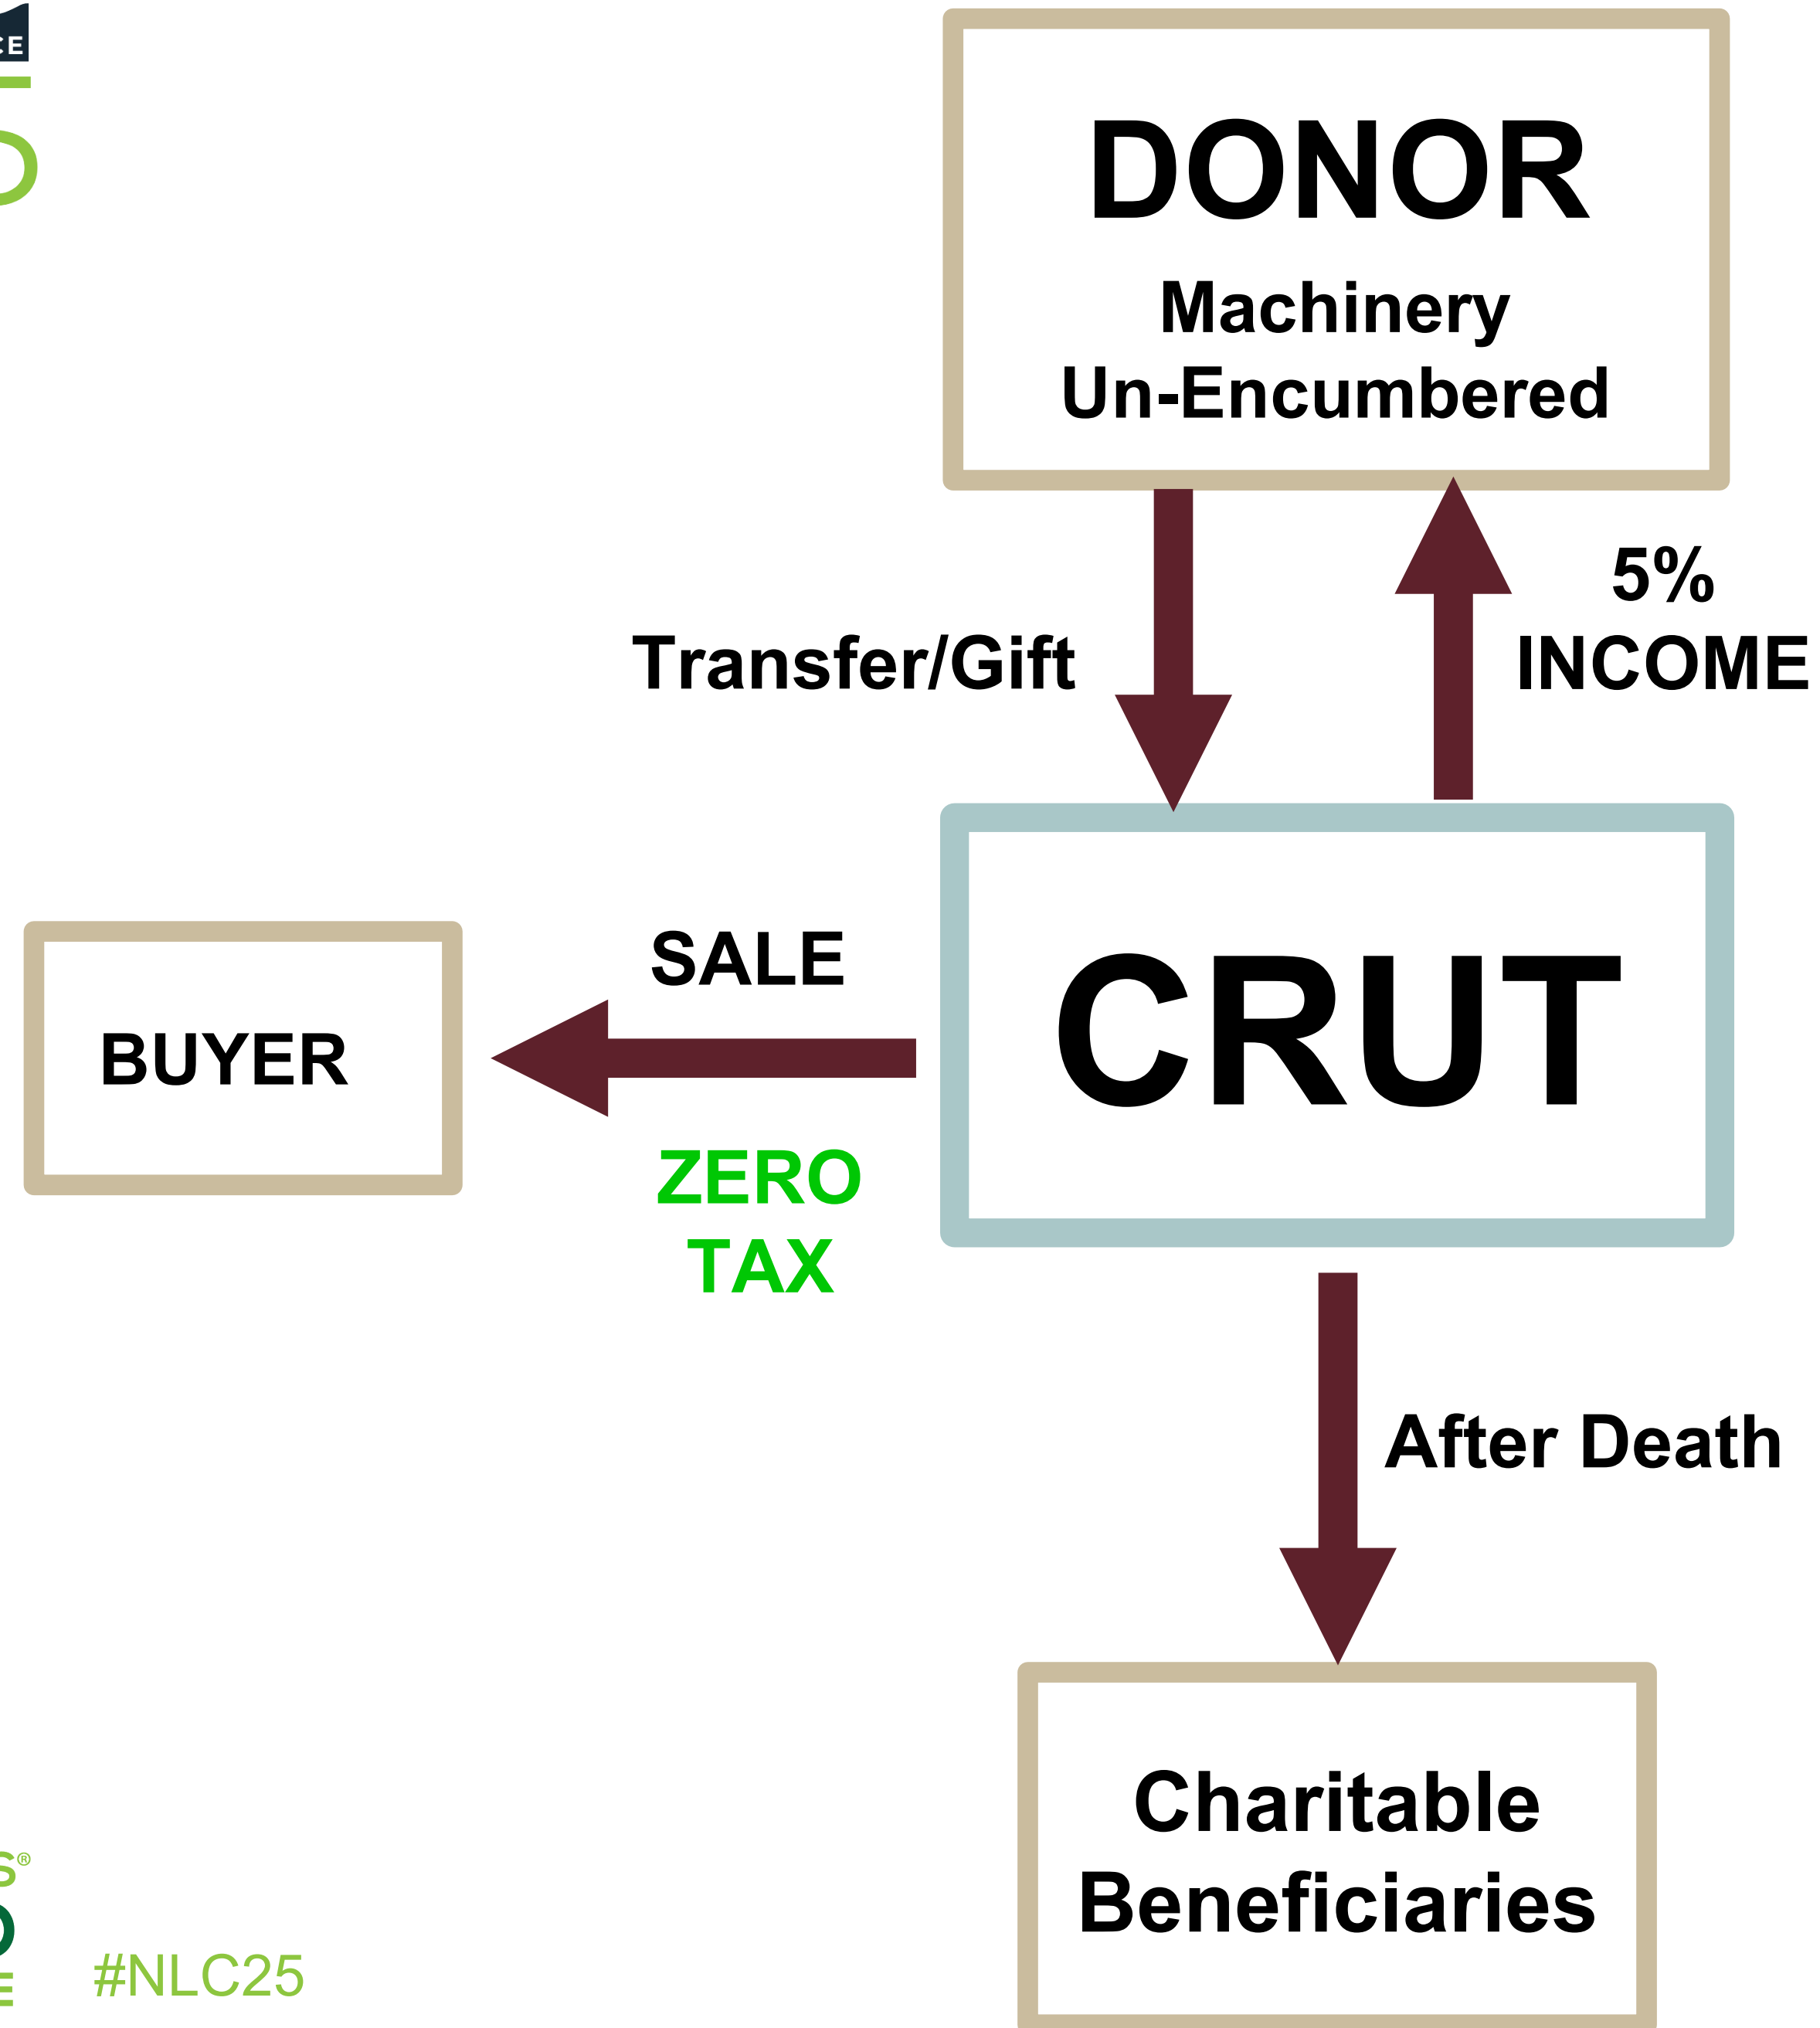 DONOR
Machinery
Un-Encumbered
5%
INCOME
Transfer/Gift
SALE
CRUT
BUYER
ZERO
TAX
After Death
Charitable
Beneficiaries
#NLC25